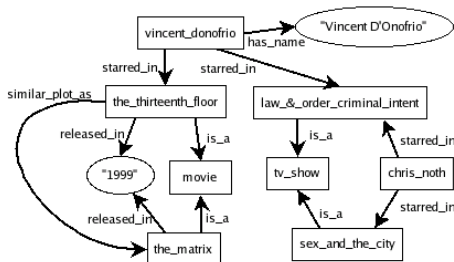 vincent_donofrio
"Vincent D'Onofrio"
has_name
starred_in
starred_in
similar_plot_as
the_thirteenth_floor
law_&_order_criminal_intent
released_in
is_a
is_a
starred_in
"1999"
movie
tv_show
chris_noth
released_in
is_a
is_a
starred_in
the_matrix
sex_and_the_city